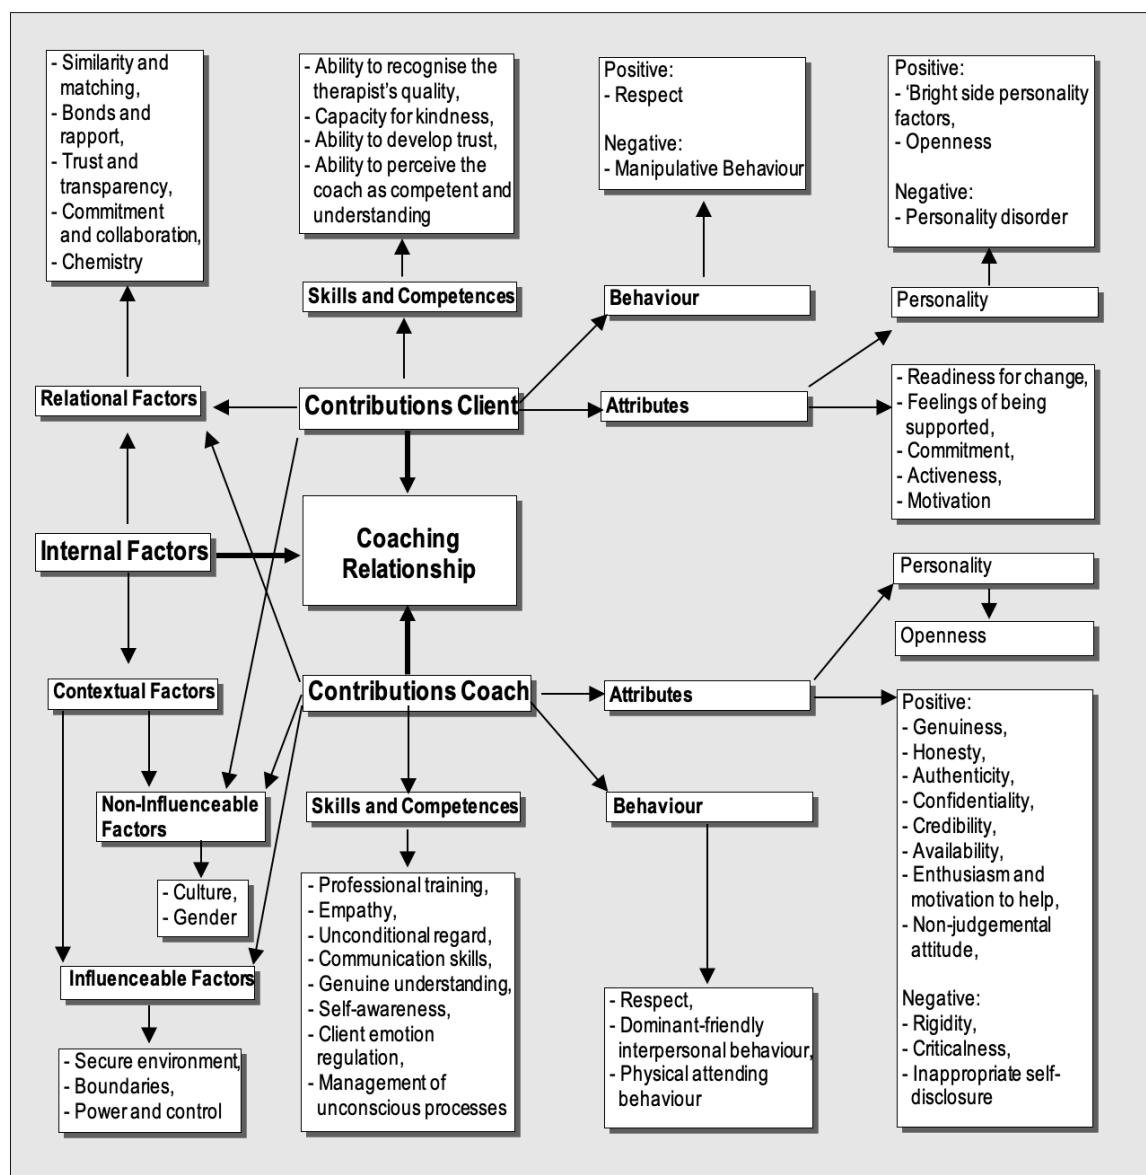 - Similarity and
matching,
- Bonds and
rapport,
- Trust and
transparency,
- Commitment
and collaboration,
- Chemistry
- Ability to recognise the
therapist's quality,
- Capacity for kindness,
- Ability to develop trust,
- Ability to perceive the
coach as competent and
understanding
Positive:
- Respect
Negative:
- Manipulative Behaviour
Positive:
- 'Bright side personality
factors,
- Openness
Negative:
- Personality disorder
Skills and Competences
Behaviour
Personality
Relational Factors
Contributions Client
Attributes
- Readiness for change,
- Feelings of being
supported,
- Commitment,
- Activeness,
- Motivation
Internal Factors
Coaching
Relationship
Personality
Openness
Contextual Factors
Contributions Coach
Attributes
Positive:
- Genuiness,
- Honesty,
- Authenticity,
- Confidentiality,
- Credibility,
- Availability,
- Enthusiasm and
motivation to help,
- Non-judgemental
attitude,
Negative:
- Rigidity,
- Criticalness,
- Inappropriate self-
disclosure
Non-Influenceable
Factors
Skills and Competences
Behaviour
- Culture,
- Gender
- Professional training,
- Empathy,
- Unconditional regard,
- Communication skills,
- Genuine understanding,
- Self-awareness,
- Client emotion
regulation,
- Management of
unconscious processes
Influenceable Factors
- Respect,
- Dominant-friendly
interpersonal behaviour,
- Physical attending
behaviour
- Secure environment,
- Boundaries,
- Power and control